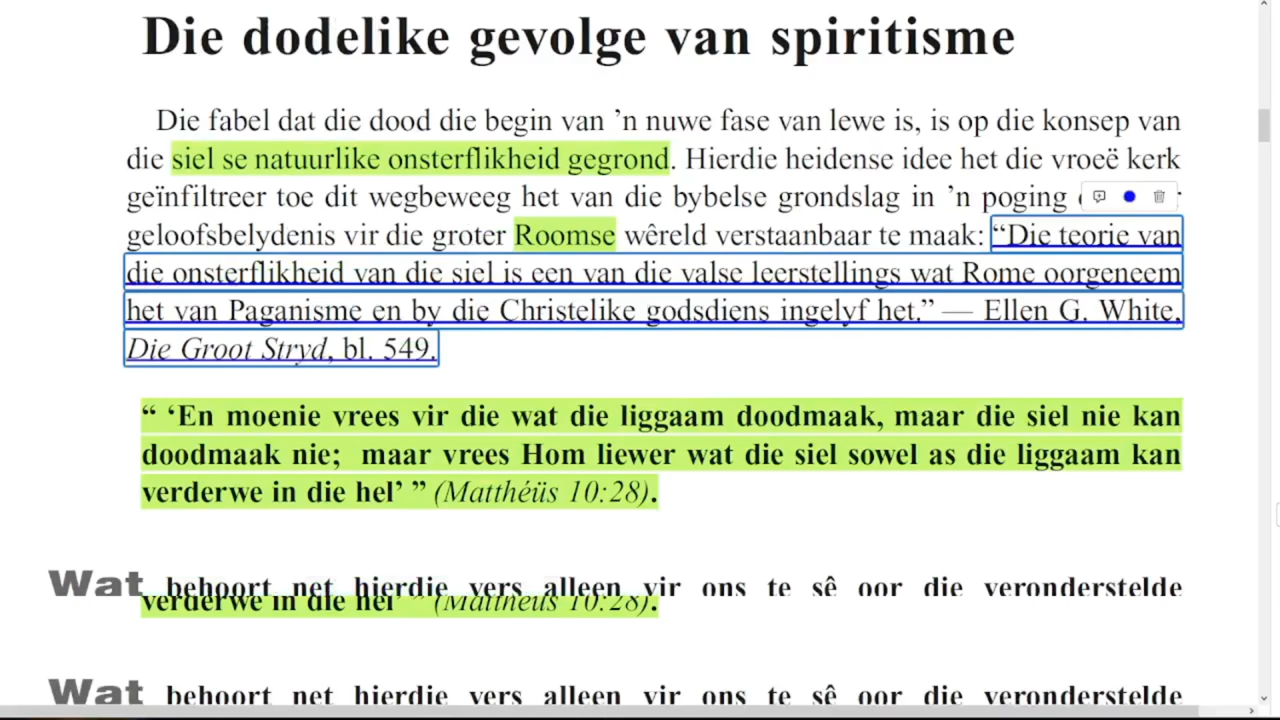 Die dodelike gevolge van spiritisme
Die fabel dat die dood die begin van ’n nuwe fase van lewe is, is op die konsep van
die siel se natuurlike onsterflikheid gegrond. Hierdie heidense idee het die vroeë kerk
geïnfiltreer toe dit wegbeweeg het van die bybelse grondslag in ’n poging
geloofsbelydenis vir die groter Roomse wêreld verstaanbaar te maak: “Die teorie van
die onsterflikheid van die siel is een van die valse leerstellings wat Rome oorgeneem
het van Paganisme en by die Christelike godsdiens ingelyf het.” — Ellen G. White,
Die Groot Stryd, bl. 549.
“ ‘En moenie vrees vir die wat die liggaam doodmaak, maar die siel nie kan
doodmaak nie; maar vrees Hom liewer wat die siel sowel as die liggaam kan
verderwe in die hel’ ” (Matthéüs 10:28).
Wat behoort net hierdie vers alleen vir ons te sê oor die veronderstelde
verderwe in die hel’ ” (Matthéüs 10:28).
Wat behoort net hierdie vers alleen vir ons te sê oor die veronderstelde